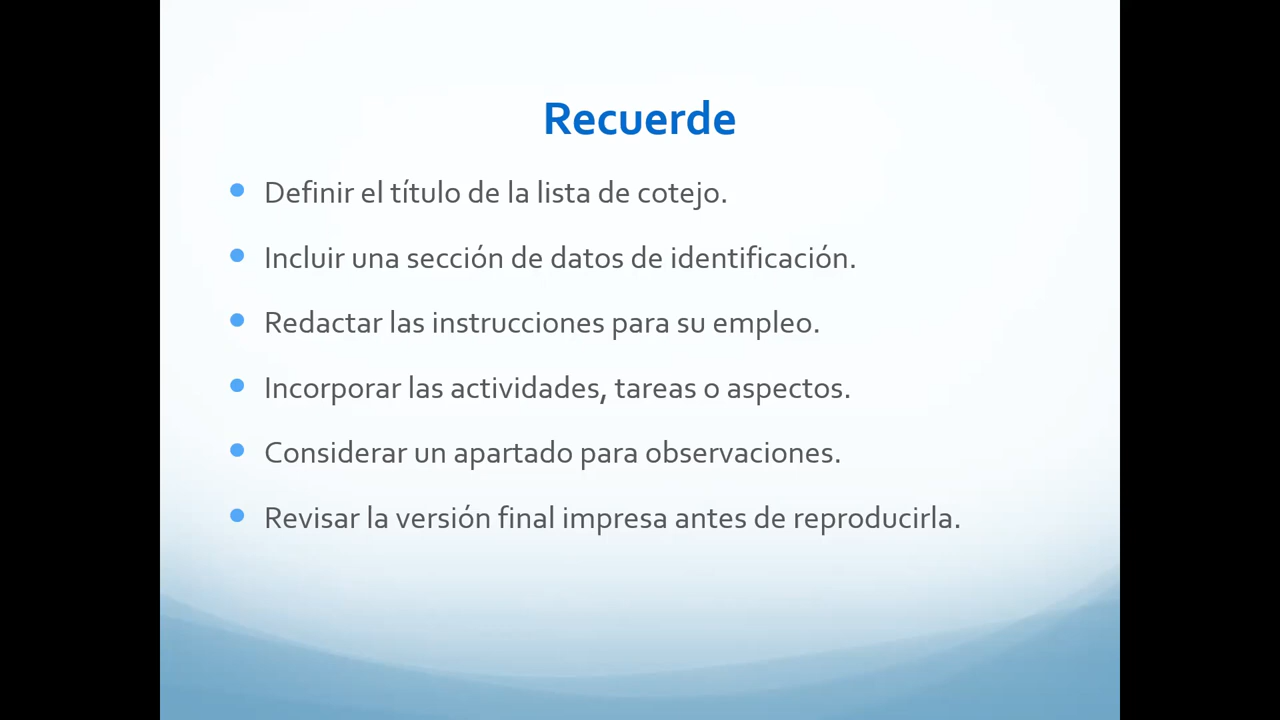 Recuerde
Definir el título de la lista de cotejo.
Incluir una sección de datos de identificación.
Redactar las instrucciones para su empleo.
Incorporar las actividades, tareas o aspectos.
Considerar un apartado para observaciones.
Revisar la versión final impresa antes de reproducirla.